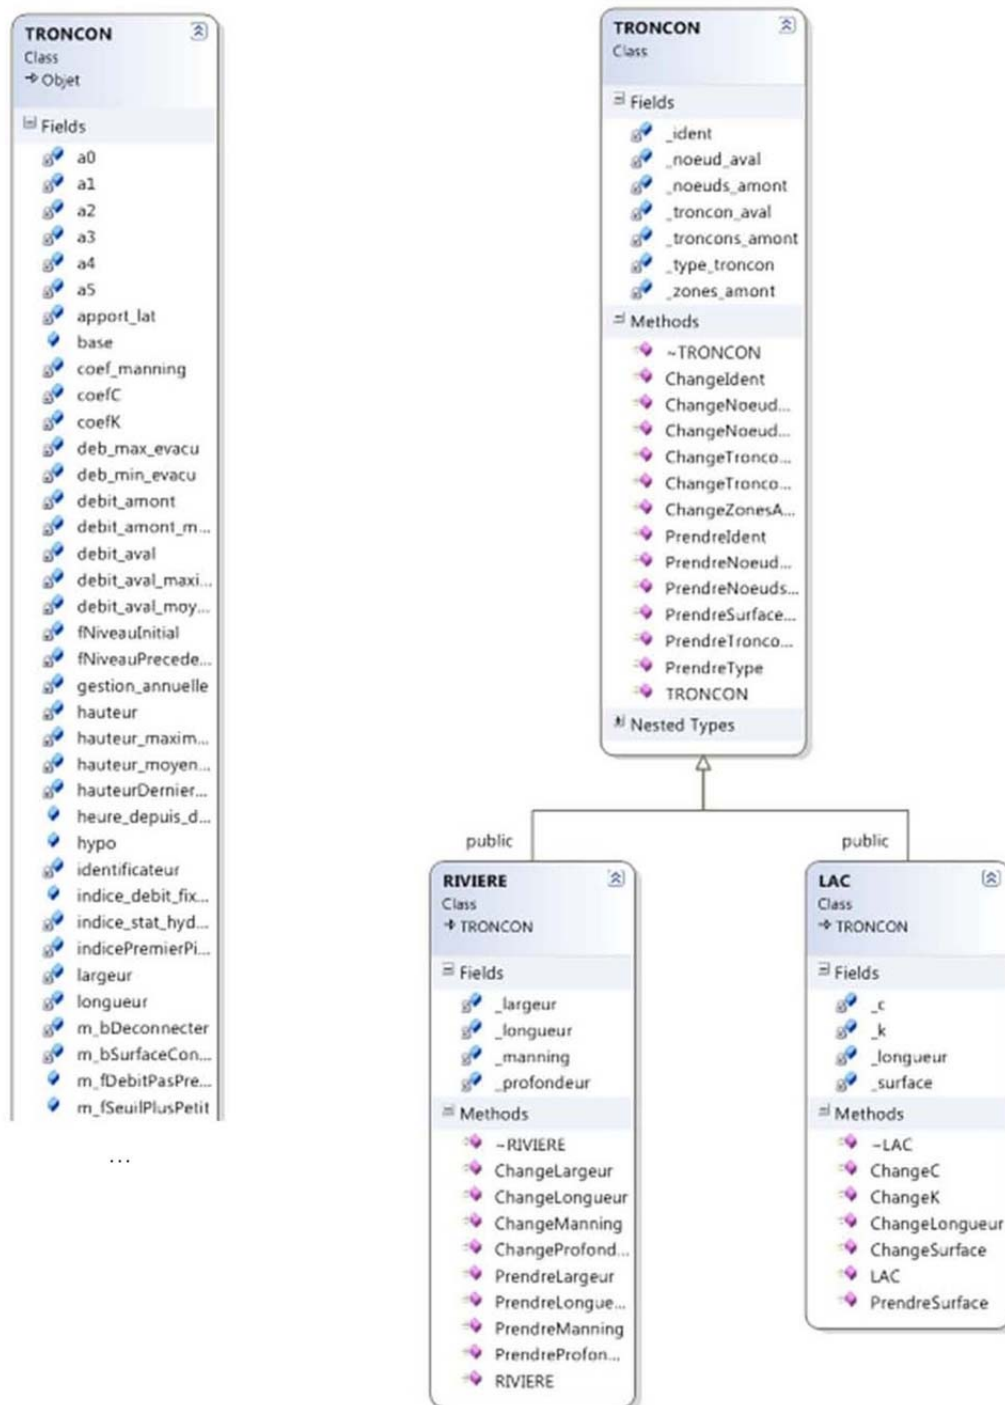 TRONCON
Class
Objet
Fields
a0
a1
a2
a3
a4
a5
apport_lat
base
coef_manning
coefC
coefK
deb_max_evacu
deb_min_evacu
debit_amont
debit_amont_m...
debit_aval
debit_aval_maxi...
debit_aval_moy...
fNiveauInitial
fNiveauPrecede...
gestion_annuelle
hauteur
hauteur_maxim...
hauteur_moyen...
hauteurDernier...
heure_depuis_d...
hypo
identificateur
indice_debit_fix...
indice_stat_hyd...
indicePremierPi...
largeur
longueur
m_bDeconnecter
m_bSurfaceCon...
m_fDebitPasPre...
m_fSeuilPlusPetit
...
TRONCON
Class
Fields
_ident
_noeud_aval
_noeuds_amont
_troncon_aval
_troncons_amont
_type_troncon
_zones_amont
Methods
~TRONCON
ChangeIdent
ChangeNoeud...
ChangeNoeud...
ChangeTronco...
ChangeTronco...
ChangeZonesA...
PrendreIdent
PrendreNoeud...
PrendreNoeuds...
PrendreSurface...
PrendreTronco...
PrendreType
TRONCON
Nested Types
public
RIVIERE
Class
TRONCON
Fields
_largeur
_longueur
_manning
_profondeur
Methods
~RIVIERE
ChangeLargeur
ChangeLongueur
ChangeManning
ChangeProfond...
PrendreLargeur
PrendreLongue...
PrendreManning
PrendreProfon...
RIVIERE
public
LAC
Class
TRONCON
Fields
_c
_k
_longueur
_surface
Methods
~LAC
ChangeC
ChangeK
ChangeLongueur
ChangeSurface
LAC
PrendreSurface